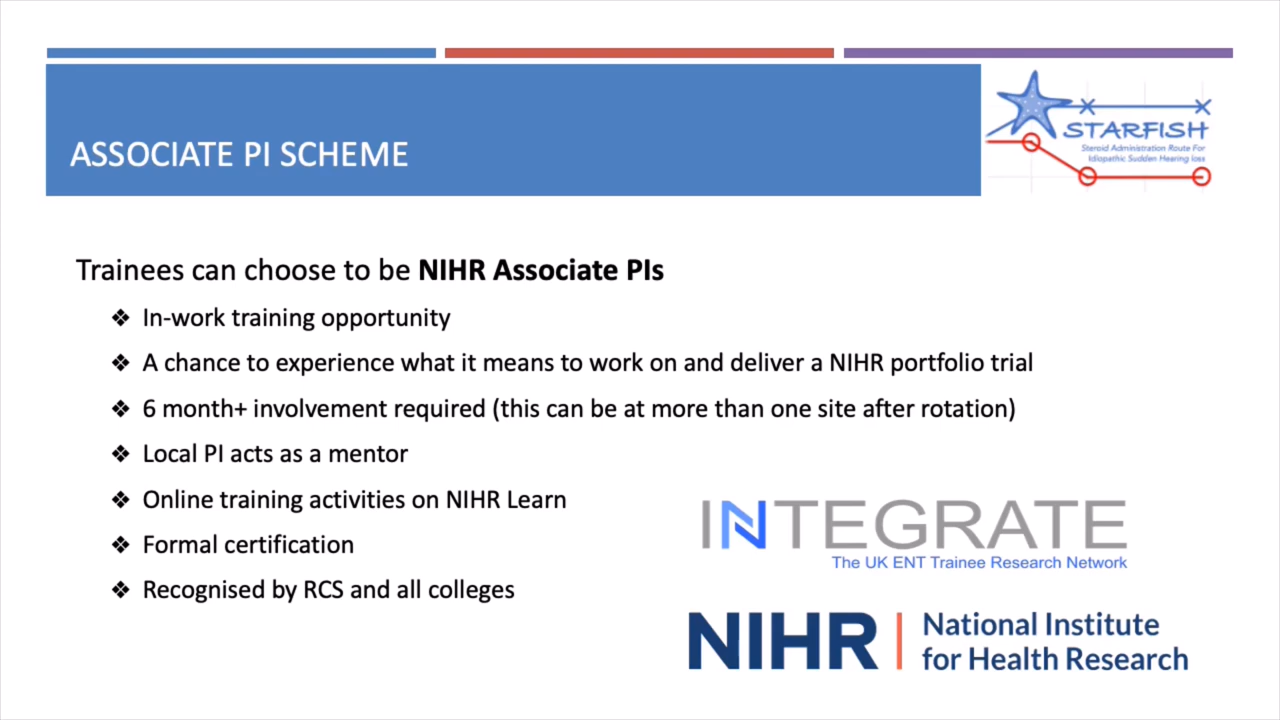 ASSOCIATE PI SCHEME
STARFISH
Steroid Administration Route For
Idiopathic Sudden Hearing loss
Trainees can choose to be NIHR Associate PIs
❖ In-work training opportunity
❖ A chance to experience what it means to work on and deliver a NIHR portfolio trial
❖ 6 month+ involvement required (this can be at more than one site after rotation)
❖ Local PI acts as a mentor
❖ Online training activities on NIHR Learn
❖ Formal certification
❖ Recognised by RCS and all colleges
INTEGRATE
The UK ENT Trainee Research Network
NIHR | National Institute
for Health Research